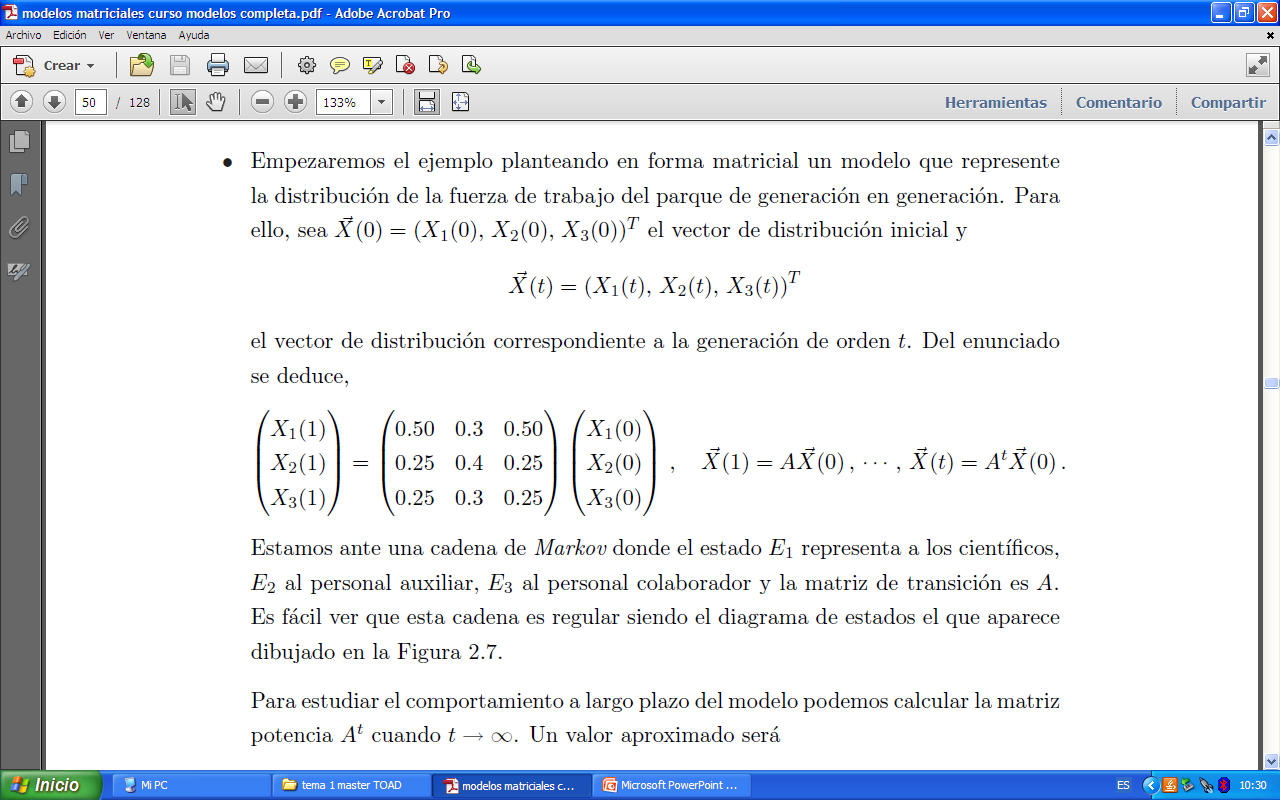 modelos matriciales curso modelos completa.pdf - Adobe Acrobat Pro
Archivo Edición Ver Ventana Ayuda
Crear
50 / 128 133% Herramientas Comentario Compartir
• Empezaremos el ejemplo planteando en forma matricial un modelo que represente
la distribución de la fuerza de trabajo del parque de generación en generación. Para
ello, sea X⃗(0) = (X₁(0), X₂(0), X₃(0))ᵀ el vector de distribución inicial y
X⃗(t) = (X₁(t), X₂(t), X₃(t))ᵀ
el vector de distribución correspondiente a la generación de orden t. Del enunciado
se deduce,
(X₁(1)) (0.50 0.3 0.50) (X₁(0))
(X₂(1)) = (0.25 0.4 0.25) (X₂(0)) , X⃗(1) = AX⃗(0) , ··· , X⃗(t) = AᵗX⃗(0) .
(X₃(1)) (0.25 0.3 0.25) (X₃(0))
Estamos ante una cadena de Markov donde el estado E₁ representa a los científicos,
E₂ al personal auxiliar, E₃ al personal colaborador y la matriz de transición es A.
Es fácil ver que esta cadena es regular siendo el diagrama de estados el que aparece
dibujado en la Figura 2.7.
Para estudiar el comportamiento a largo plazo del modelo podemos calcular la matriz
potencia Aᵗ cuando t → ∞. Un valor aproximado será
Inicio Mi PC tema 1 master TOAD modelos matriciales c... Microsoft PowerPoint ... ES 10:30